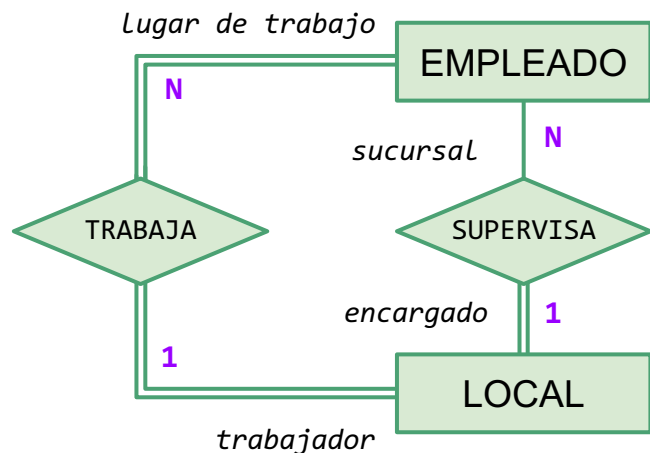 lugar de trabajo
EMPLEADO
N
sucursal
N
TRABAJA
SUPERVISA
encargado
1
1
LOCAL
trabajador